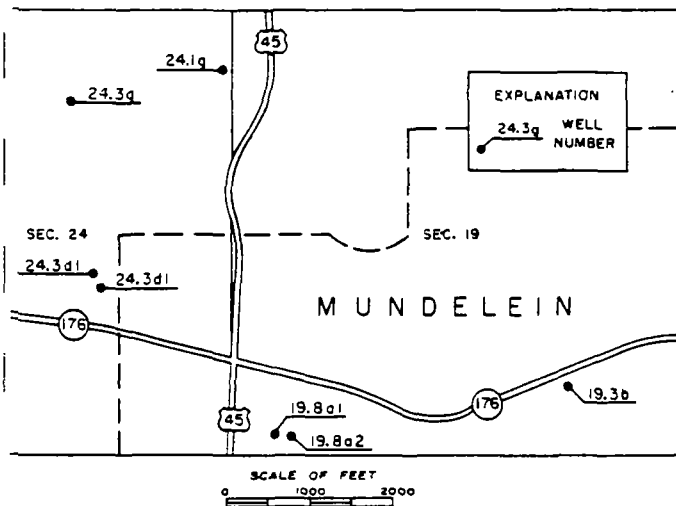 45
24.1g
24.3g
EXPLANATION
24.3g WELL
NUMBER
SEC. 24
SEC. 19
24.3d1
24.3d1
MUNDELEIN
176
176
19.3b
45
19.8a1
19.8a2
SCALE OF FEET
0 1000 2000